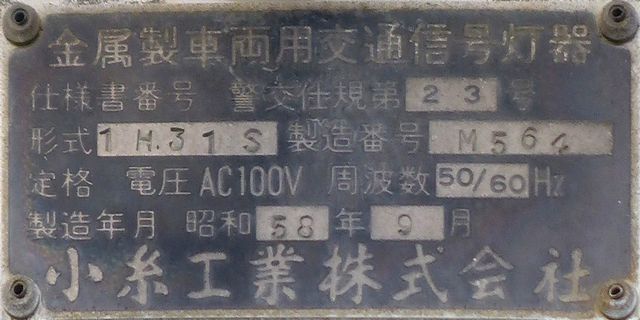 金属製車両用交通信号灯器
仕様書番号 警交仕規第 23 号
形式 1H.31S 製造番号 M564
定格 電圧 AC100V 周波数 50/60 Hz
製造年月 昭和 58 年 9 月
小糸工業株式会社